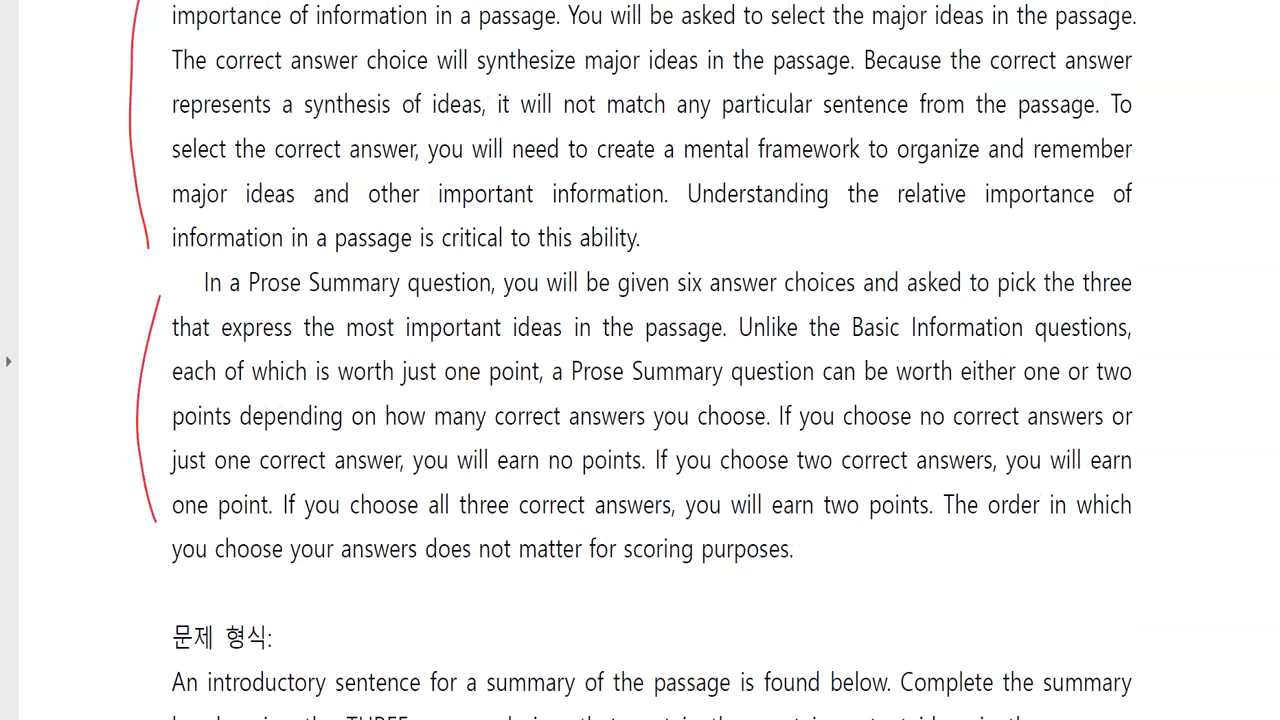 importance of information in a passage. You will be asked to select the major ideas in the passage.
The correct answer choice will synthesize major ideas in the passage. Because the correct answer
represents a synthesis of ideas, it will not match any particular sentence from the passage. To
select the correct answer, you will need to create a mental framework to organize and remember
major ideas and other important information. Understanding the relative importance of
information in a passage is critical to this ability.
In a Prose Summary question, you will be given six answer choices and asked to pick the three
that express the most important ideas in the passage. Unlike the Basic Information questions,
each of which is worth just one point, a Prose Summary question can be worth either one or two
points depending on how many correct answers you choose. If you choose no correct answers or
just one correct answer, you will earn no points. If you choose two correct answers, you will earn
one point. If you choose all three correct answers, you will earn two points. The order in which
you choose your answers does not matter for scoring purposes.
문제 형식:
An introductory sentence for a summary of the passage is found below. Complete the summary